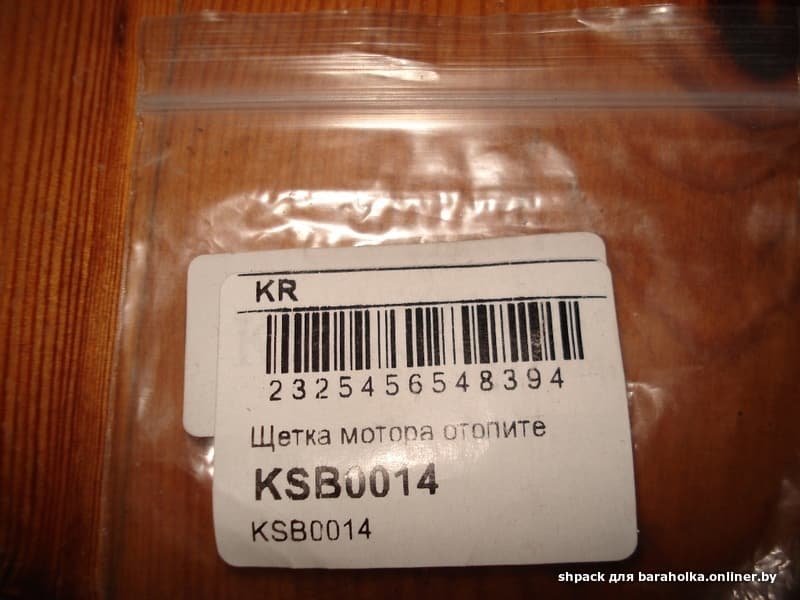 KR
2325456548394
Щетка мотора отопите
KSB0014
KSB0014
shpack для baraholka.onliner.by